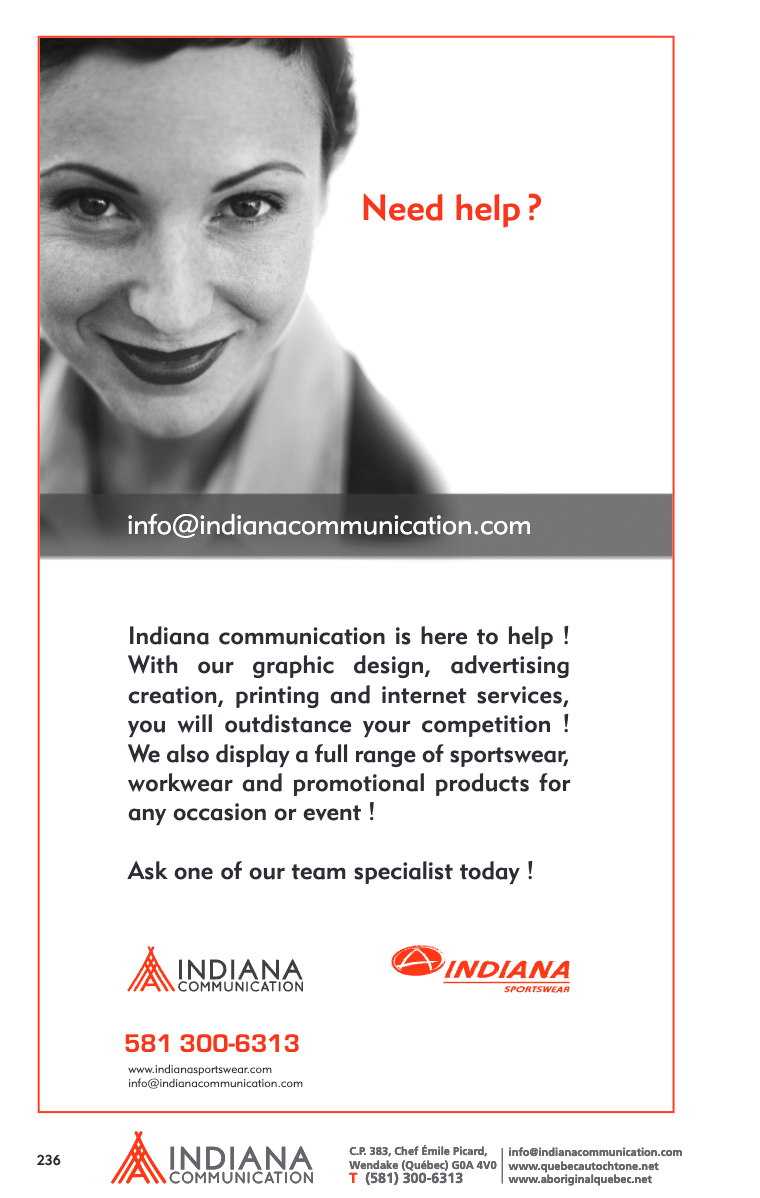 Need help ?
info@indianacommunication.com
Indiana communication is here to help !
With our graphic design, advertising
creation, printing and internet services,
you will outdistance your competition !
We also display a full range of sportswear,
workwear and promotional products for
any occasion or event !
Ask one of our team specialist today !
INDIANA
COMMUNICATION
INDIANA
SPORTSWEAR
581 300-6313
www.indianasportswear.com
info@indianacommunication.com
236
INDIANA
COMMUNICATION
C.P. 383, Chef Émile Picard,
Wendake (Québec) G0A 4V0
T (581) 300-6313
info@indianacommunication.com
www.quebecautochtone.net
www.aboriginalquebec.net